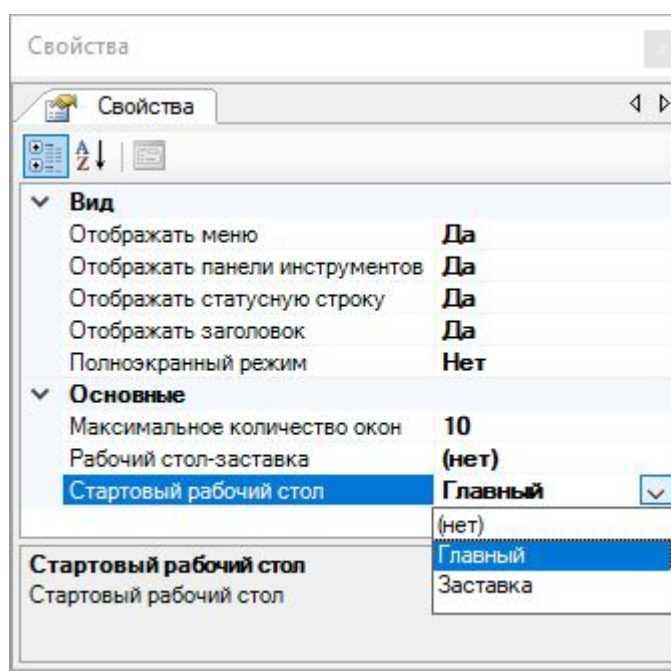 Свойства
Свойства
Вид
Отображать меню Да
Отображать панели инструментов Да
Отображать статусную строку Да
Отображать заголовок Да
Полноэкранный режим Нет
Основные
Максимальное количество окон 10
Рабочий стол-заставка (нет)
Стартовый рабочий стол Главный
(нет)
Главный
Заставка
Стартовый рабочий стол
Стартовый рабочий стол